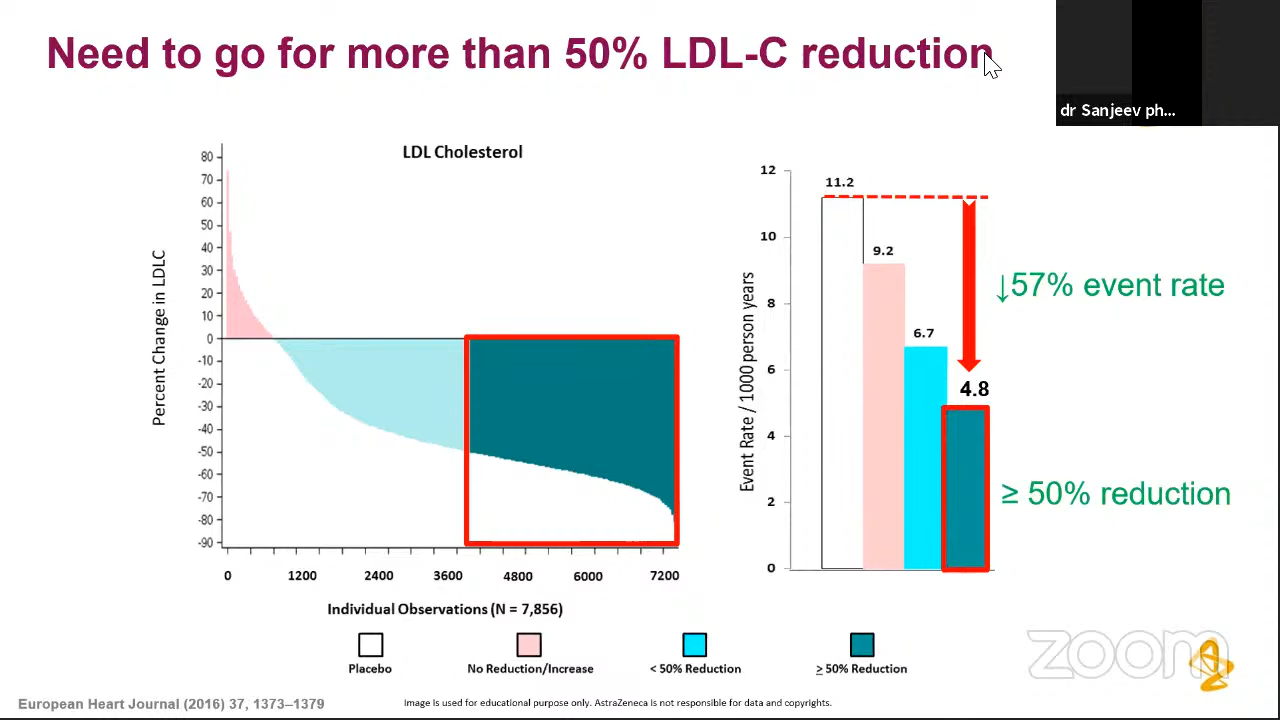 Need to go for more than 50% LDL-C reduction
dr Sanjeev ph...
LDL Cholesterol
Percent Change in LDLC
80
70
60
50
40
30
20
10
0
-10
-20
-30
-40
-50
-60
-70
-80
-90
0 1200 2400 3600 4800 6000 7200
Individual Observations (N = 7,856)
Event Rate / 1000 person years
12
10
8
6
4
2
0
11.2
9.2
6.7
4.8
↓57% event rate
≥ 50% reduction
Placebo
No Reduction/Increase
< 50% Reduction
≥ 50% Reduction
zoom
European Heart Journal (2016) 37, 1373–1379
Image is used for educational purpose only. AstraZeneca is not responsible for data and copyrights.